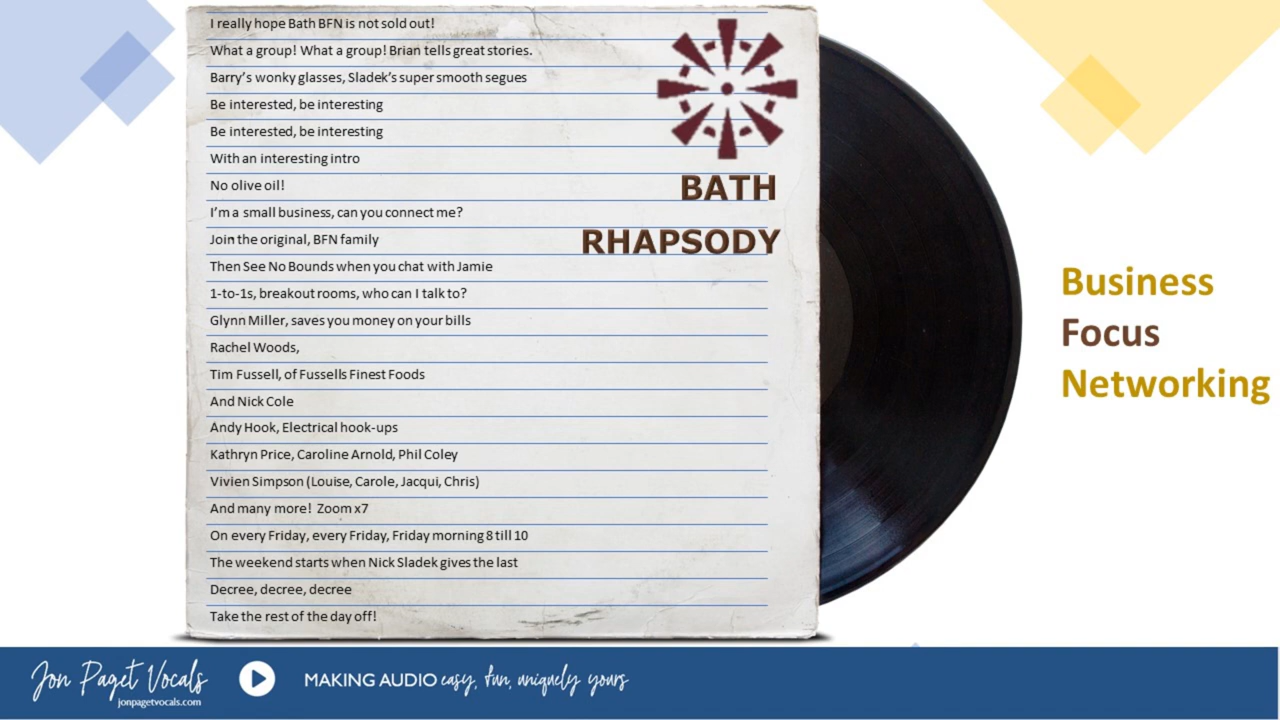 I really hope Bath BFN is not sold out!
What a group! What a group! Brian tells great stories.
Barry's wonky glasses, Sladek's super smooth segues
Be interested, be interesting
Be interested, be interesting
With an interesting intro
No olive oil!
I'm a small business, can you connect me?
Join the original, BFN family
Then See No Bounds when you chat with Jamie
1-to-1s, breakout rooms, who can I talk to?
Glynn Miller, saves you money on your bills
Rachel Woods,
Tim Fussell, of Fussells Finest Foods
And Nick Cole
Andy Hook, Electrical hook-ups
Kathryn Price, Caroline Arnold, Phil Coley
Vivien Simpson (Louise, Carole, Jacqui, Chris)
And many more! Zoom x7
On every Friday, every Friday, Friday morning 8 till 10
The weekend starts when Nick Sladek gives the last
Decree, decree, decree
Take the rest of the day off!
BATH
RHAPSODY
Business
Focus
Networking
Jon Paget Vocals
jonpagetvocals.com
MAKING AUDIO easy, fun, uniquely yours